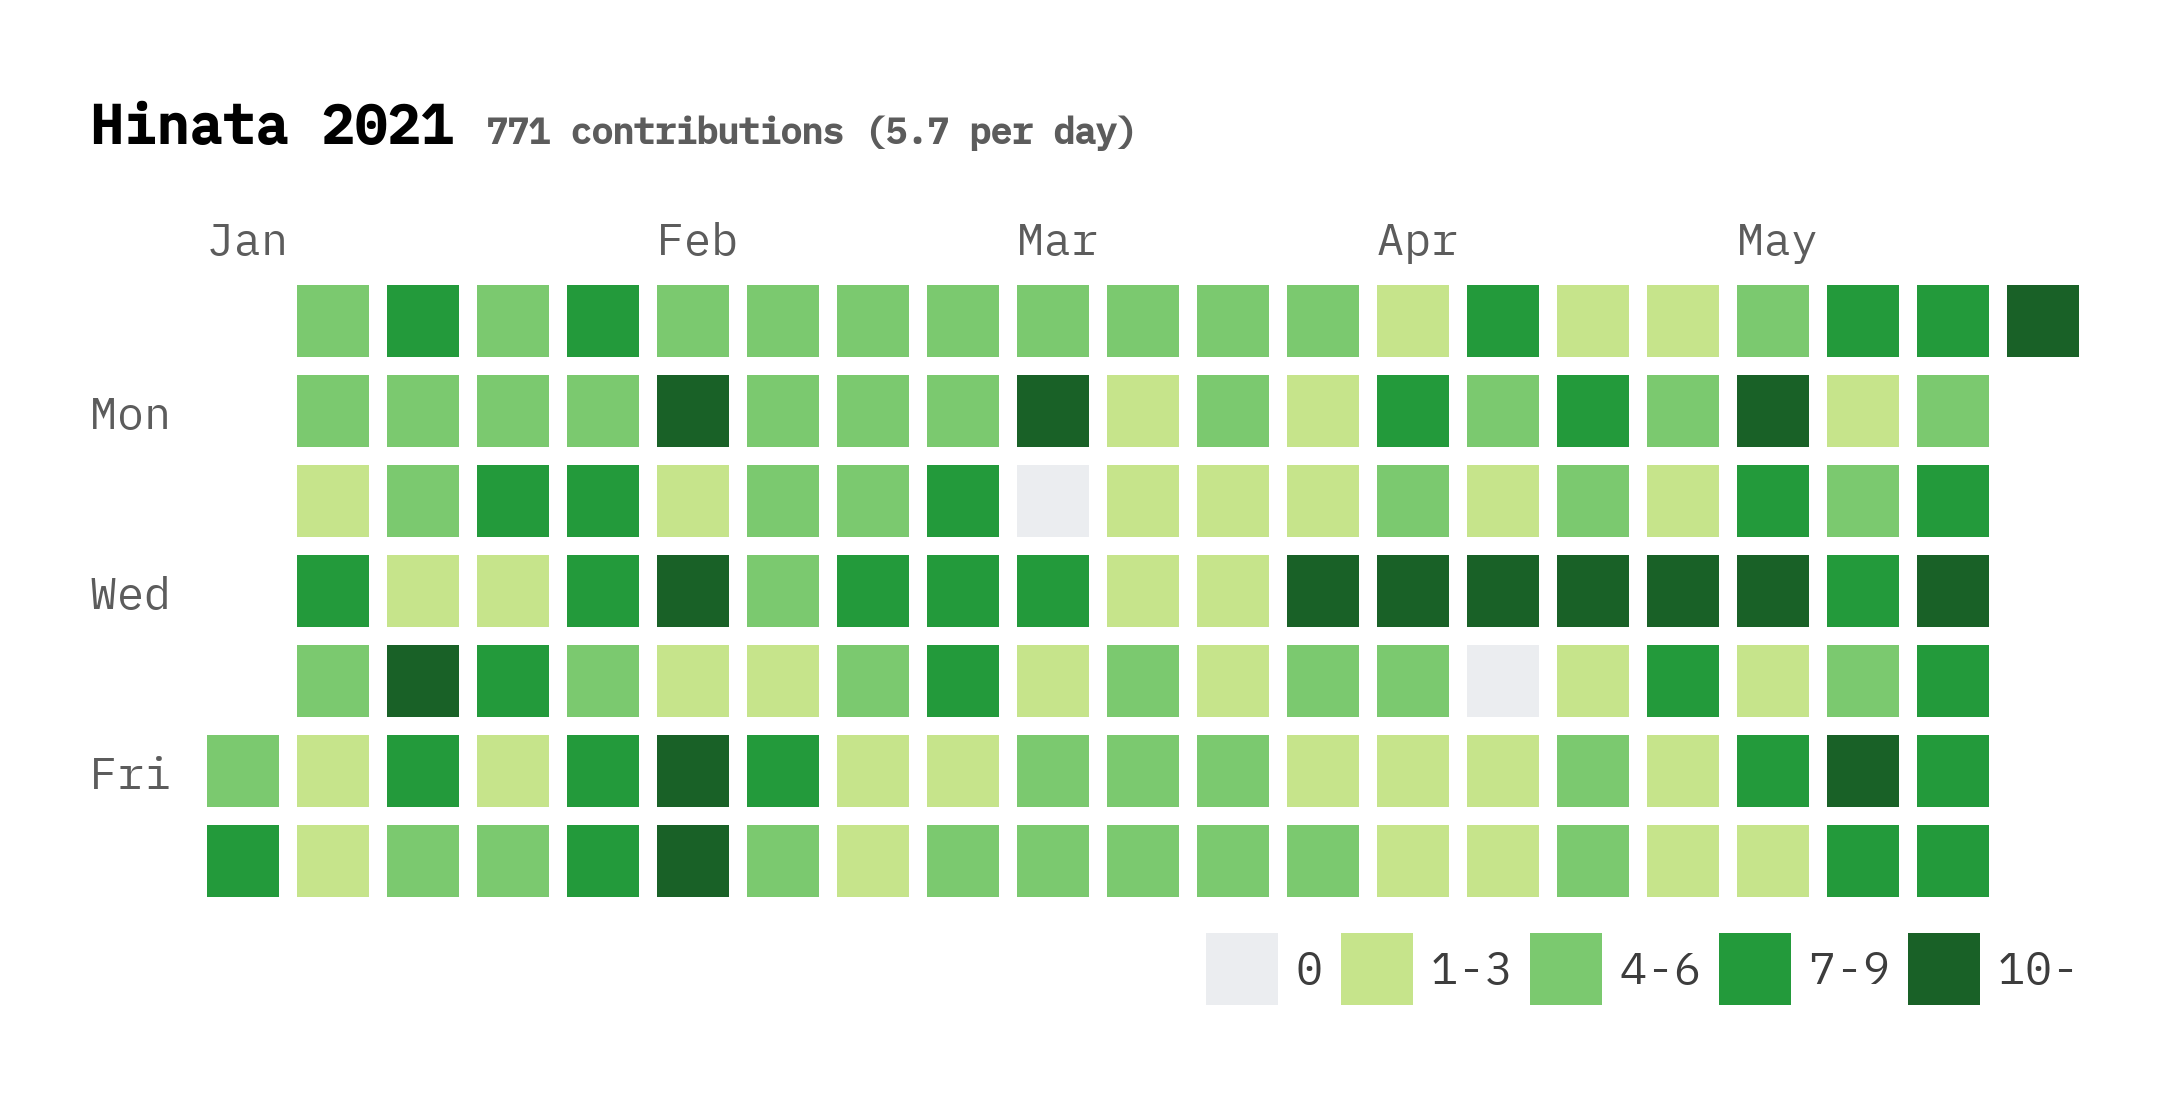 Hinata 2021 771 contributions (5.7 per day)
Jan Feb Mar Apr May
Mon
Wed
Fri
0 1-3 4-6 7-9 10-